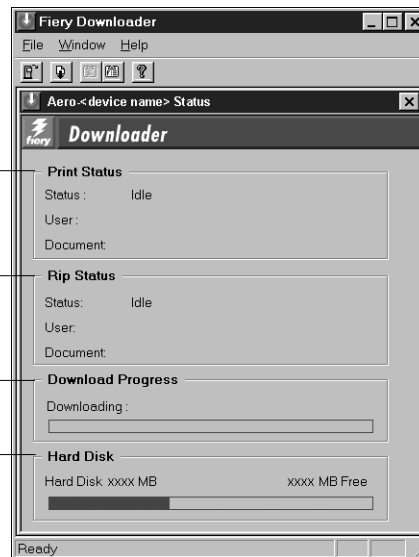 Fiery Downloader
File Window Help
Aero-<device name> Status
fiery Downloader
Print Status
Status : Idle
User :
Document:
Rip Status
Status: Idle
User:
Document:
Download Progress
Downloading :
Hard Disk
Hard Disk xxxx MB xxxx MB Free
Ready